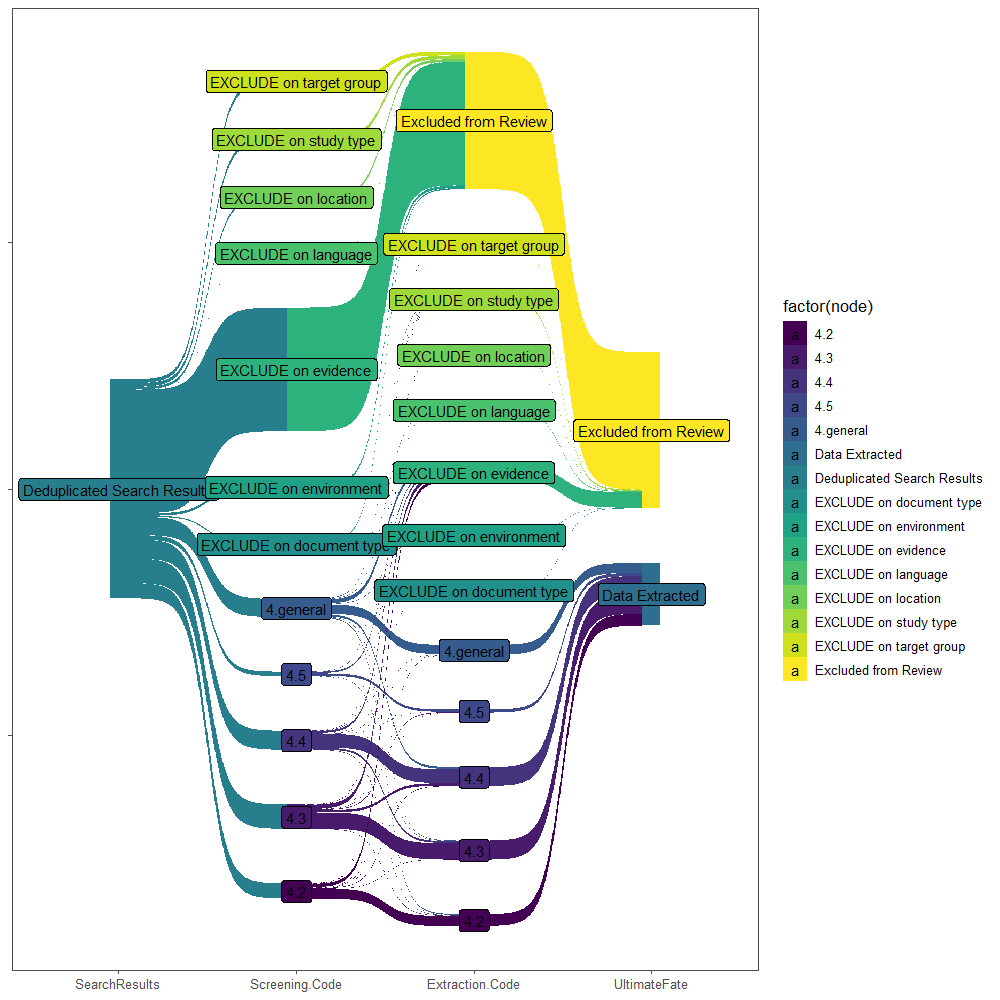 EXCLUDE on target group
EXCLUDE on study type
EXCLUDE on location
EXCLUDE on language
EXCLUDE on evidence
EXCLUDE on environment
EXCLUDE on document type
4.general
4.5
4.4
4.3
4.2
Deduplicated Search Results
Excluded from Review
EXCLUDE on target group
EXCLUDE on study type
EXCLUDE on location
EXCLUDE on language
EXCLUDE on evidence
EXCLUDE on environment
EXCLUDE on document type
4.general
4.5
4.4
4.3
4.2
Excluded from Review
Data Extracted
SearchResults
Screening.Code
Extraction.Code
UltimateFate
factor(node)
a 4.2
a 4.3
a 4.4
a 4.5
a 4.general
a Data Extracted
a Deduplicated Search Results
a EXCLUDE on document type
a EXCLUDE on environment
a EXCLUDE on evidence
a EXCLUDE on language
a EXCLUDE on location
a EXCLUDE on study type
a EXCLUDE on target group
a Excluded from Review